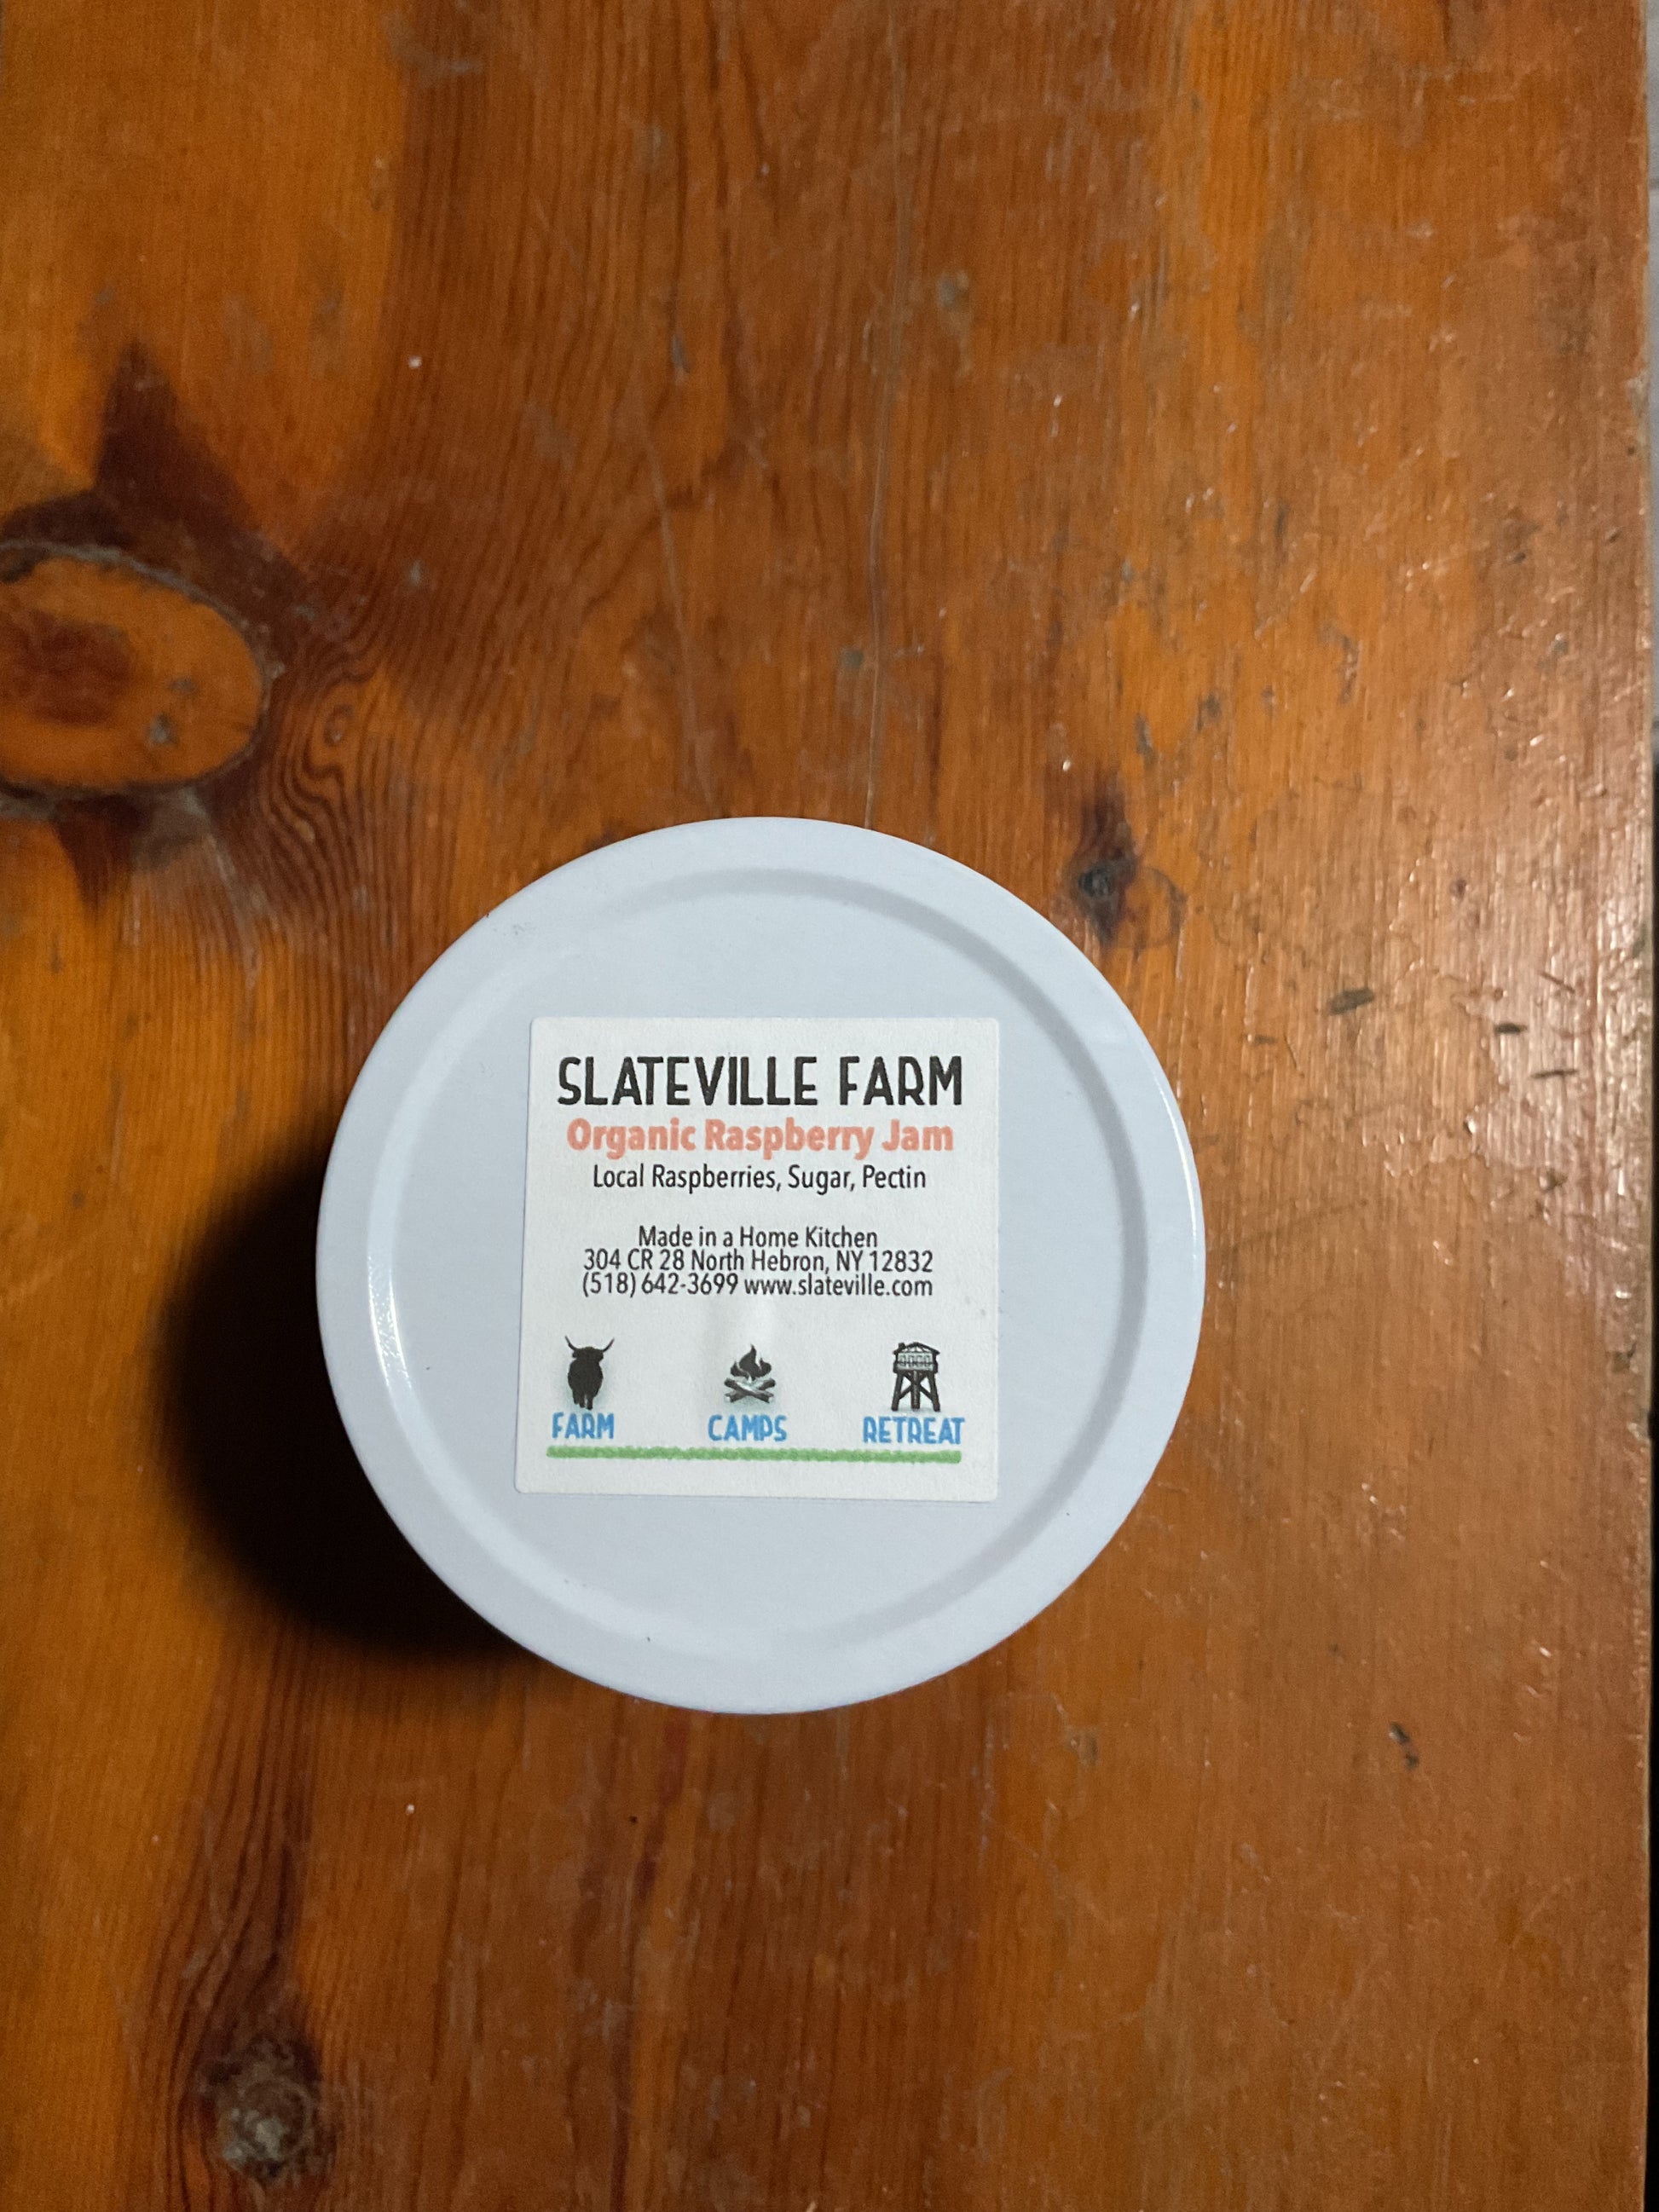 SLATEVILLE FARM
Organic Raspberry Jam
Local Raspberries, Sugar, Pectin
Made in a Home Kitchen
304 CR 28 North Hebron, NY 12832
(518) 642-3699 www.slateville.com
FARM CAMPS RETREAT